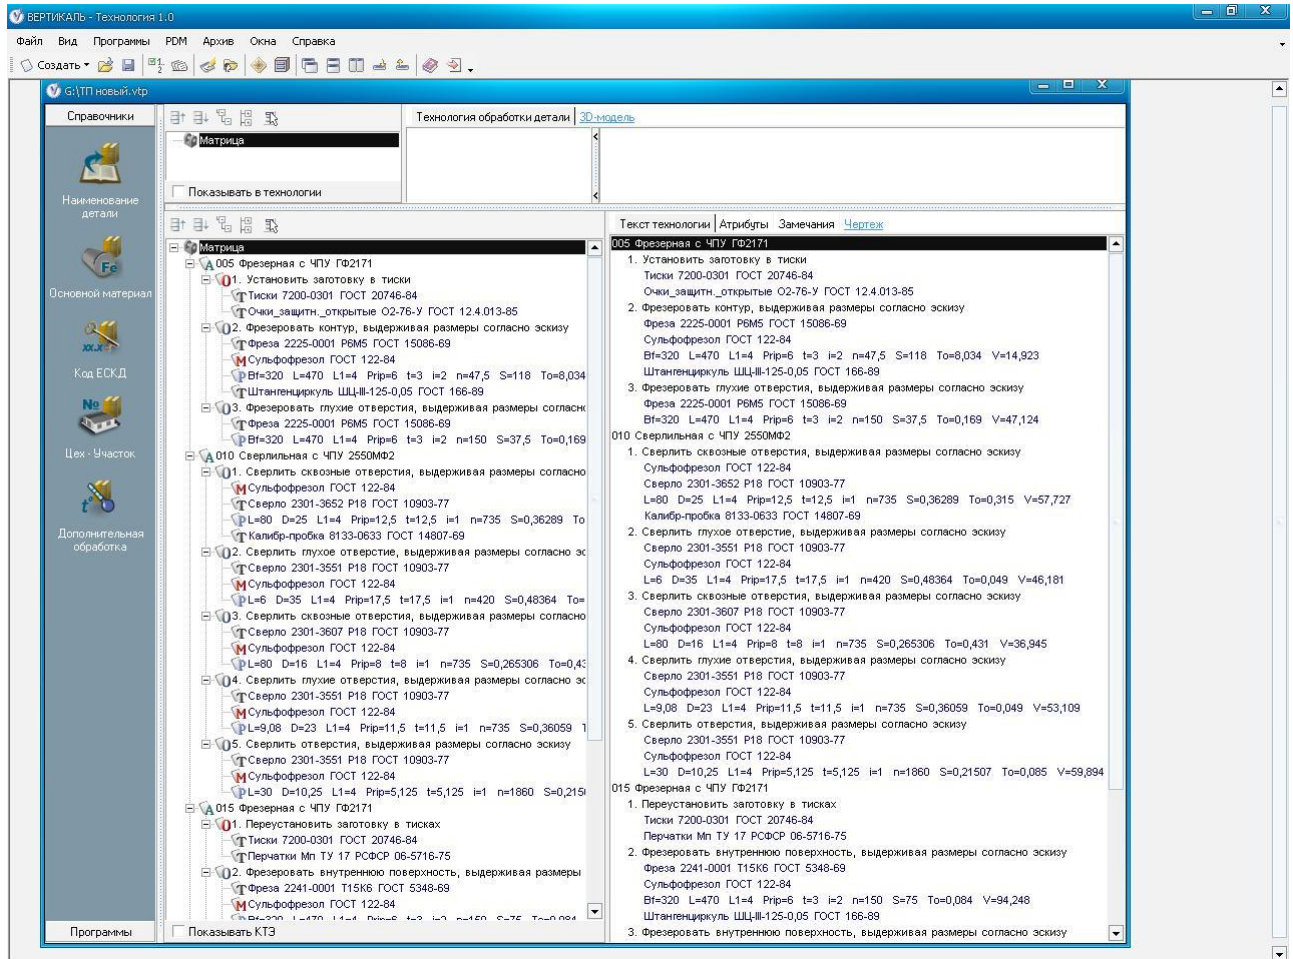 ВЕРТИКАЛЬ - Технология 1.0
Файл Вид Программы PDM Архив Окна Справка
Создать
G:\ТП новый.vtp
Справочники
Наименование
детали
Основной материал
Код ЕСКД
Цех - Участок
Дополнительная
обработка
Программы
Матрица
Показывать в технологии
Технология обработки детали 3D-модель
Матрица
005 Фрезерная с ЧПУ ГФ2171
1. Установить заготовку в тиски
Тиски 7200-0301 ГОСТ 20746-84
Очки_защитн._открытые О2-76-У ГОСТ 12.4.013-85
2. Фрезеровать контур, выдерживая размеры согласно эскизу
Фреза 2225-0001 Р6М5 ГОСТ 15086-69
Сульфофрезол ГОСТ 122-84
Bf=320 L=470 L1=4 Prip=6 t=3 i=2 n=47,5 S=118 To=8,034
Штангенциркуль ШЦ-III-125-0,05 ГОСТ 166-89
3. Фрезеровать глухие отверстия, выдерживая размеры согласн
Фреза 2225-0001 Р6М5 ГОСТ 15086-69
Bf=320 L=470 L1=4 Prip=6 t=3 i=2 n=150 S=37,5 To=0,169
010 Сверлильная с ЧПУ 2550МФ2
1. Сверлить сквозные отверстия, выдерживая размеры согласно
Сульфофрезол ГОСТ 122-84
Сверло 2301-3652 Р18 ГОСТ 10903-77
L=80 D=25 L1=4 Prip=12,5 t=12,5 i=1 n=735 S=0,36289 To
Калибр-пробка 8133-0633 ГОСТ 14807-69
2. Сверлить глухое отверстие, выдерживая размеры согласно эс
Сверло 2301-3551 Р18 ГОСТ 10903-77
Сульфофрезол ГОСТ 122-84
L=6 D=35 L1=4 Prip=17,5 t=17,5 i=1 n=420 S=0,48364 To=
3. Сверлить сквозные отверстия, выдерживая размеры согласно
Сверло 2301-3607 Р18 ГОСТ 10903-77
Сульфофрезол ГОСТ 122-84
L=80 D=16 L1=4 Prip=8 t=8 i=1 n=735 S=0,265306 To=0,43
4. Сверлить глухие отверстия, выдерживая размеры согласно эс
Сверло 2301-3551 Р18 ГОСТ 10903-77
Сульфофрезол ГОСТ 122-84
L=9,08 D=23 L1=4 Prip=11,5 t=11,5 i=1 n=735 S=0,36059
5. Сверлить отверстия, выдерживая размеры согласно эскизу
Сверло 2301-3551 Р18 ГОСТ 10903-77
Сульфофрезол ГОСТ 122-84
L=30 D=10,25 L1=4 Prip=5,125 t=5,125 i=1 n=1860 S=0,2150
015 Фрезерная с ЧПУ ГФ2171
1. Переустановить заготовку в тисках
Тиски 7200-0301 ГОСТ 20746-84
Перчатки Мп ТУ 17 РСФСР 06-5716-75
2. Фрезеровать внутреннюю поверхность, выдерживая размеры
Фреза 2241-0001 Т15К6 ГОСТ 5348-69
Сульфофрезол ГОСТ 122-84
Bf=320 L=470 L1=4 Prip=6 t=3 i=2 n=150 S=75 To=0,084
Показывать КТЭ
Текст технологии Атрибуты Замечания Чертеж
005 Фрезерная с ЧПУ ГФ2171
1. Установить заготовку в тиски
Тиски 7200-0301 ГОСТ 20746-84
Очки_защитн._открытые О2-76-У ГОСТ 12.4.013-85
2. Фрезеровать контур, выдерживая размеры согласно эскизу
Фреза 2225-0001 Р6М5 ГОСТ 15086-69
Сульфофрезол ГОСТ 122-84
Bf=320 L=470 L1=4 Prip=6 t=3 i=2 n=47,5 S=118 To=8,034 V=14,923
Штангенциркуль ШЦ-III-125-0,05 ГОСТ 166-89
3. Фрезеровать глухие отверстия, выдерживая размеры согласно эскизу
Фреза 2225-0001 Р6М5 ГОСТ 15086-69
Bf=320 L=470 L1=4 Prip=6 t=3 i=2 n=150 S=37,5 To=0,169 V=47,124
010 Сверлильная с ЧПУ 2550МФ2
1. Сверлить сквозные отверстия, выдерживая размеры согласно эскизу
Сульфофрезол ГОСТ 122-84
Сверло 2301-3652 Р18 ГОСТ 10903-77
L=80 D=25 L1=4 Prip=12,5 t=12,5 i=1 n=735 S=0,36289 To=0,315 V=57,727
Калибр-пробка 8133-0633 ГОСТ 14807-69
2. Сверлить глухое отверстие, выдерживая размеры согласно эскизу
Сверло 2301-3551 Р18 ГОСТ 10903-77
Сульфофрезол ГОСТ 122-84
L=6 D=35 L1=4 Prip=17,5 t=17,5 i=1 n=420 S=0,48364 To=0,049 V=46,181
3. Сверлить сквозные отверстия, выдерживая размеры согласно эскизу
Сверло 2301-3607 Р18 ГОСТ 10903-77
Сульфофрезол ГОСТ 122-84
L=80 D=16 L1=4 Prip=8 t=8 i=1 n=735 S=0,265306 To=0,431 V=36,945
4. Сверлить глухие отверстия, выдерживая размеры согласно эскизу
Сверло 2301-3551 Р18 ГОСТ 10903-77
Сульфофрезол ГОСТ 122-84
L=9,08 D=23 L1=4 Prip=11,5 t=11,5 i=1 n=735 S=0,36059 To=0,049 V=53,109
5. Сверлить отверстия, выдерживая размеры согласно эскизу
Сверло 2301-3551 Р18 ГОСТ 10903-77
Сульфофрезол ГОСТ 122-84
L=30 D=10,25 L1=4 Prip=5,125 t=5,125 i=1 n=1860 S=0,21507 To=0,085 V=59,894
015 Фрезерная с ЧПУ ГФ2171
1. Переустановить заготовку в тисках
Тиски 7200-0301 ГОСТ 20746-84
Перчатки Мп ТУ 17 РСФСР 06-5716-75
2. Фрезеровать внутреннюю поверхность, выдерживая размеры согласно эскизу
Фреза 2241-0001 Т15К6 ГОСТ 5348-69
Сульфофрезол ГОСТ 122-84
Bf=320 L=470 L1=4 Prip=6 t=3 i=2 n=150 S=75 To=0,084 V=94,248
Штангенциркуль ШЦ-III-125-0,05 ГОСТ 166-89
3. Фрезеровать внутреннюю поверхность, выдерживая размеры согласно эскизу